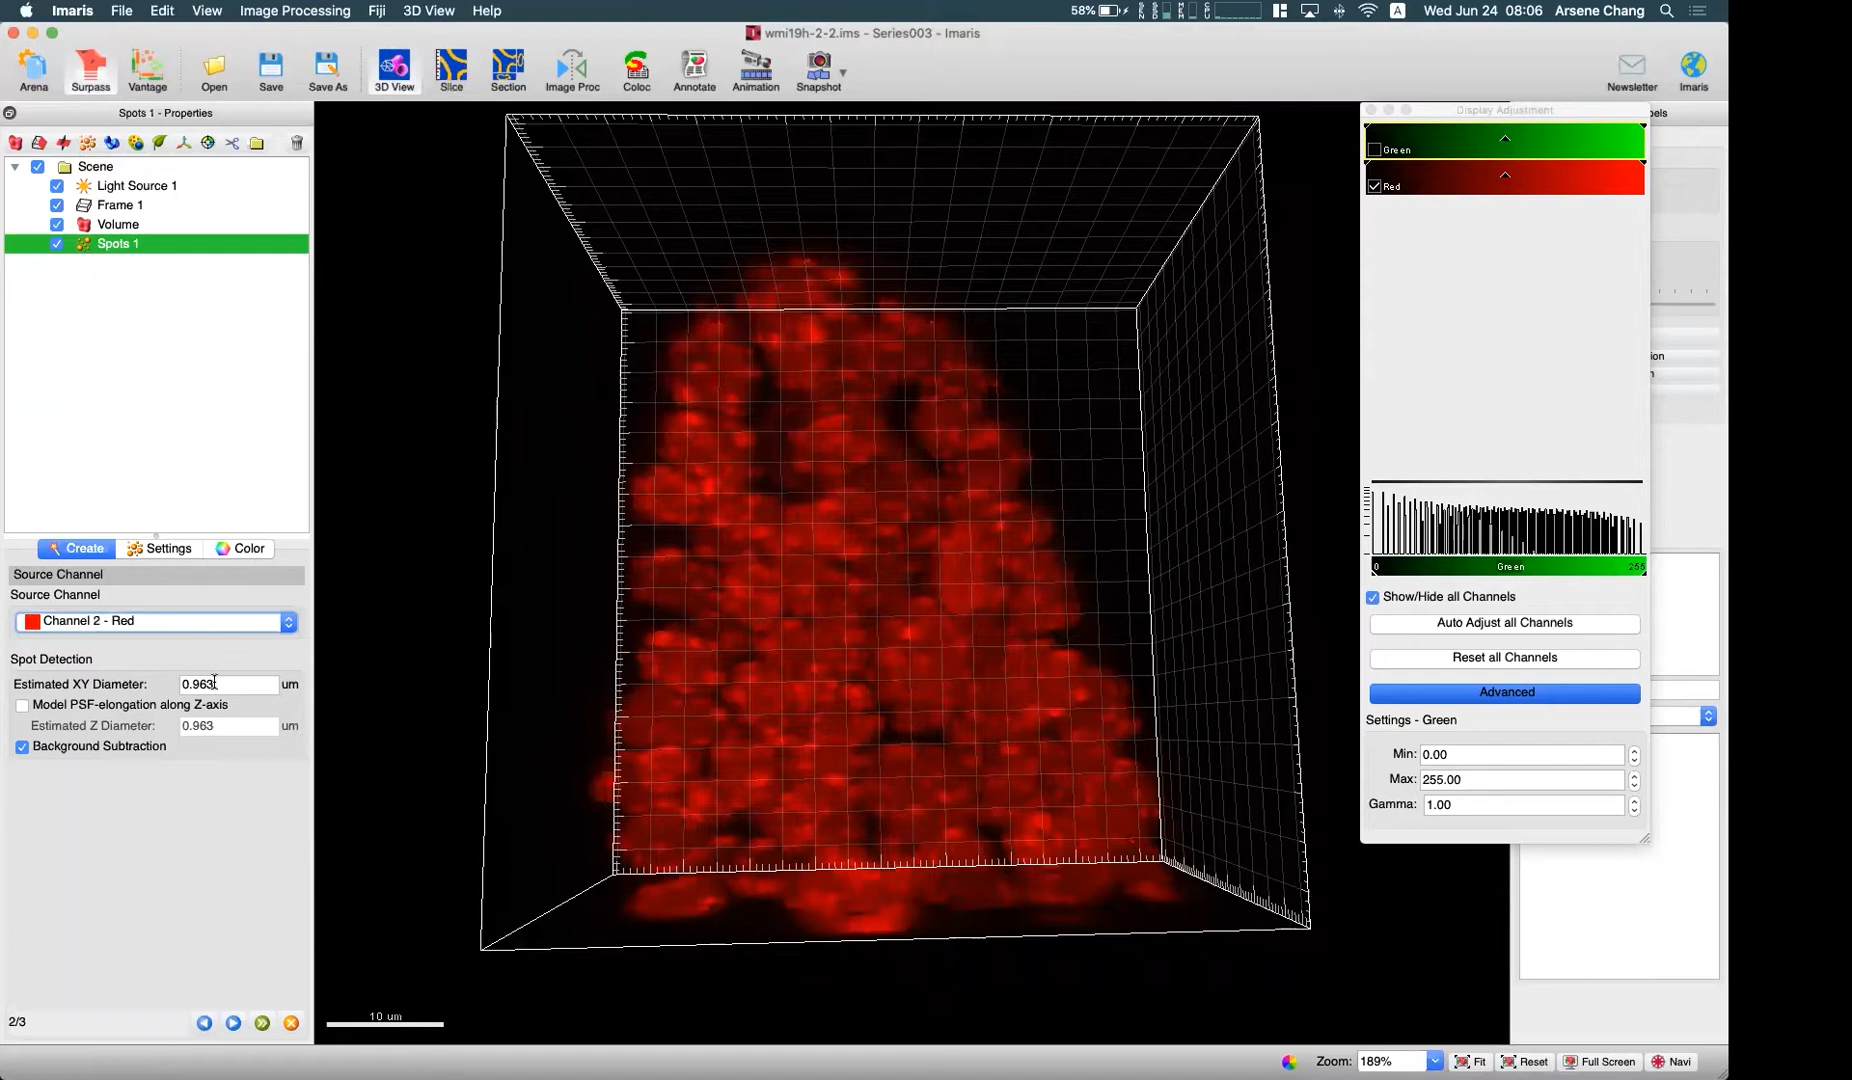 Imaris File Edit View Image Processing Fiji 3D View Help 58% A Wed Jun 24 08:06 Arsene Chang
wmi19h-2-2.ims - Series003 - Imaris
Arena Surpass Vantage Open Save Save As 3D View Slice Section Image Proc Coloc Annotate Animation Snapshot Newsletter Imaris
Spots 1 - Properties
Scene
Light Source 1
Frame 1
Volume
Spots 1
Create Settings Color
Source Channel
Source Channel
Channel 2 - Red
Spot Detection
Estimated XY Diameter: 0.963 um
Model PSF-elongation along Z-axis
Estimated Z Diameter: 0.963 um
Background Subtraction
2/3
10 um
Display Adjustment
Green
Red
0 Green 255
Show/Hide all Channels
Auto Adjust all Channels
Reset all Channels
Advanced
Settings - Green
Min: 0.00
Max: 255.00
Gamma: 1.00
Zoom: 189% Fit Reset Full Screen Navi